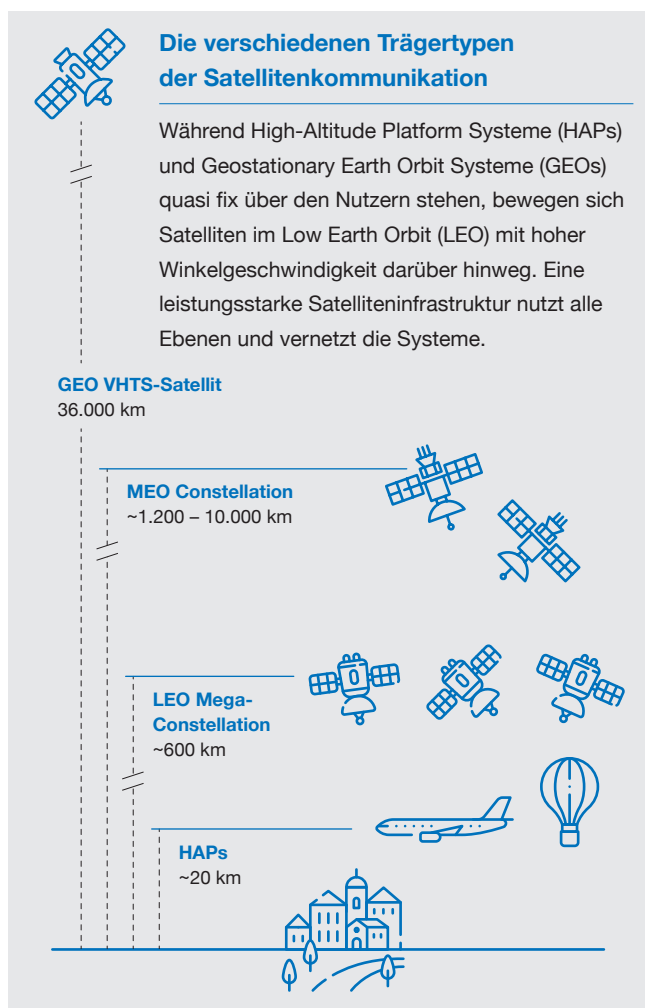 Die verschiedenen Trägertypen
der Satellitenkommunikation
Während High-Altitude Platform Systeme (HAPs)
und Geostationary Earth Orbit Systeme (GEOs)
quasi fix über den Nutzern stehen, bewegen sich
Satelliten im Low Earth Orbit (LEO) mit hoher
Winkelgeschwindigkeit darüber hinweg. Eine
leistungsstarke Satelliteninfrastruktur nutzt alle
Ebenen und vernetzt die Systeme.
GEO VHTS-Satellit
36.000 km
MEO Constellation
~1.200 – 10.000 km
LEO Mega-
Constellation
~600 km
HAPs
~20 km